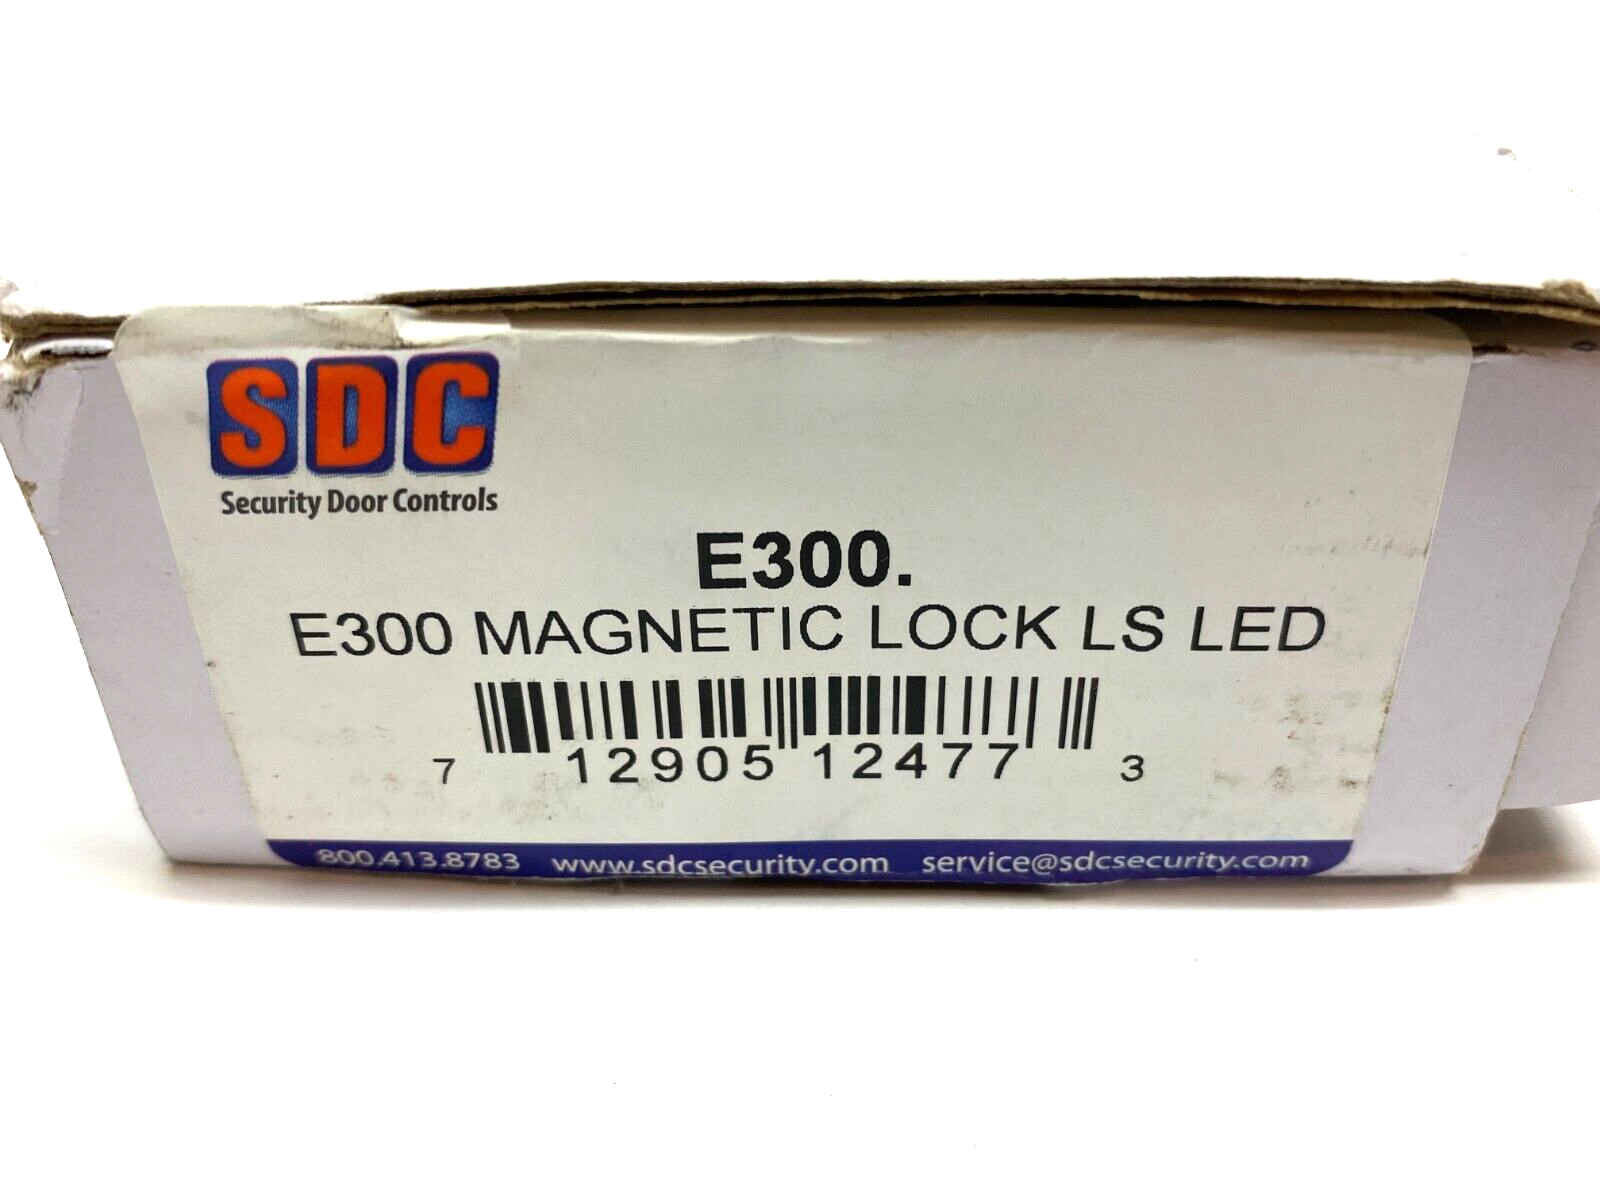 SDC
Security Door Controls
E300.
E300 MAGNETIC LOCK LS LED
7 12905 12477 3
800.413.8783 www.sdcsecurity.com service@sdcsecurity.com